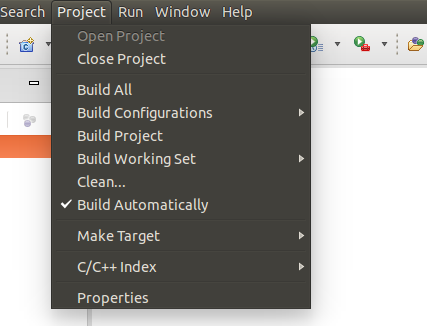 Search Project Run Window Help
Open Project
Close Project
Build All
Build Configurations
Build Project
Build Working Set
Clean...
Build Automatically
Make Target
C/C++ Index
Properties